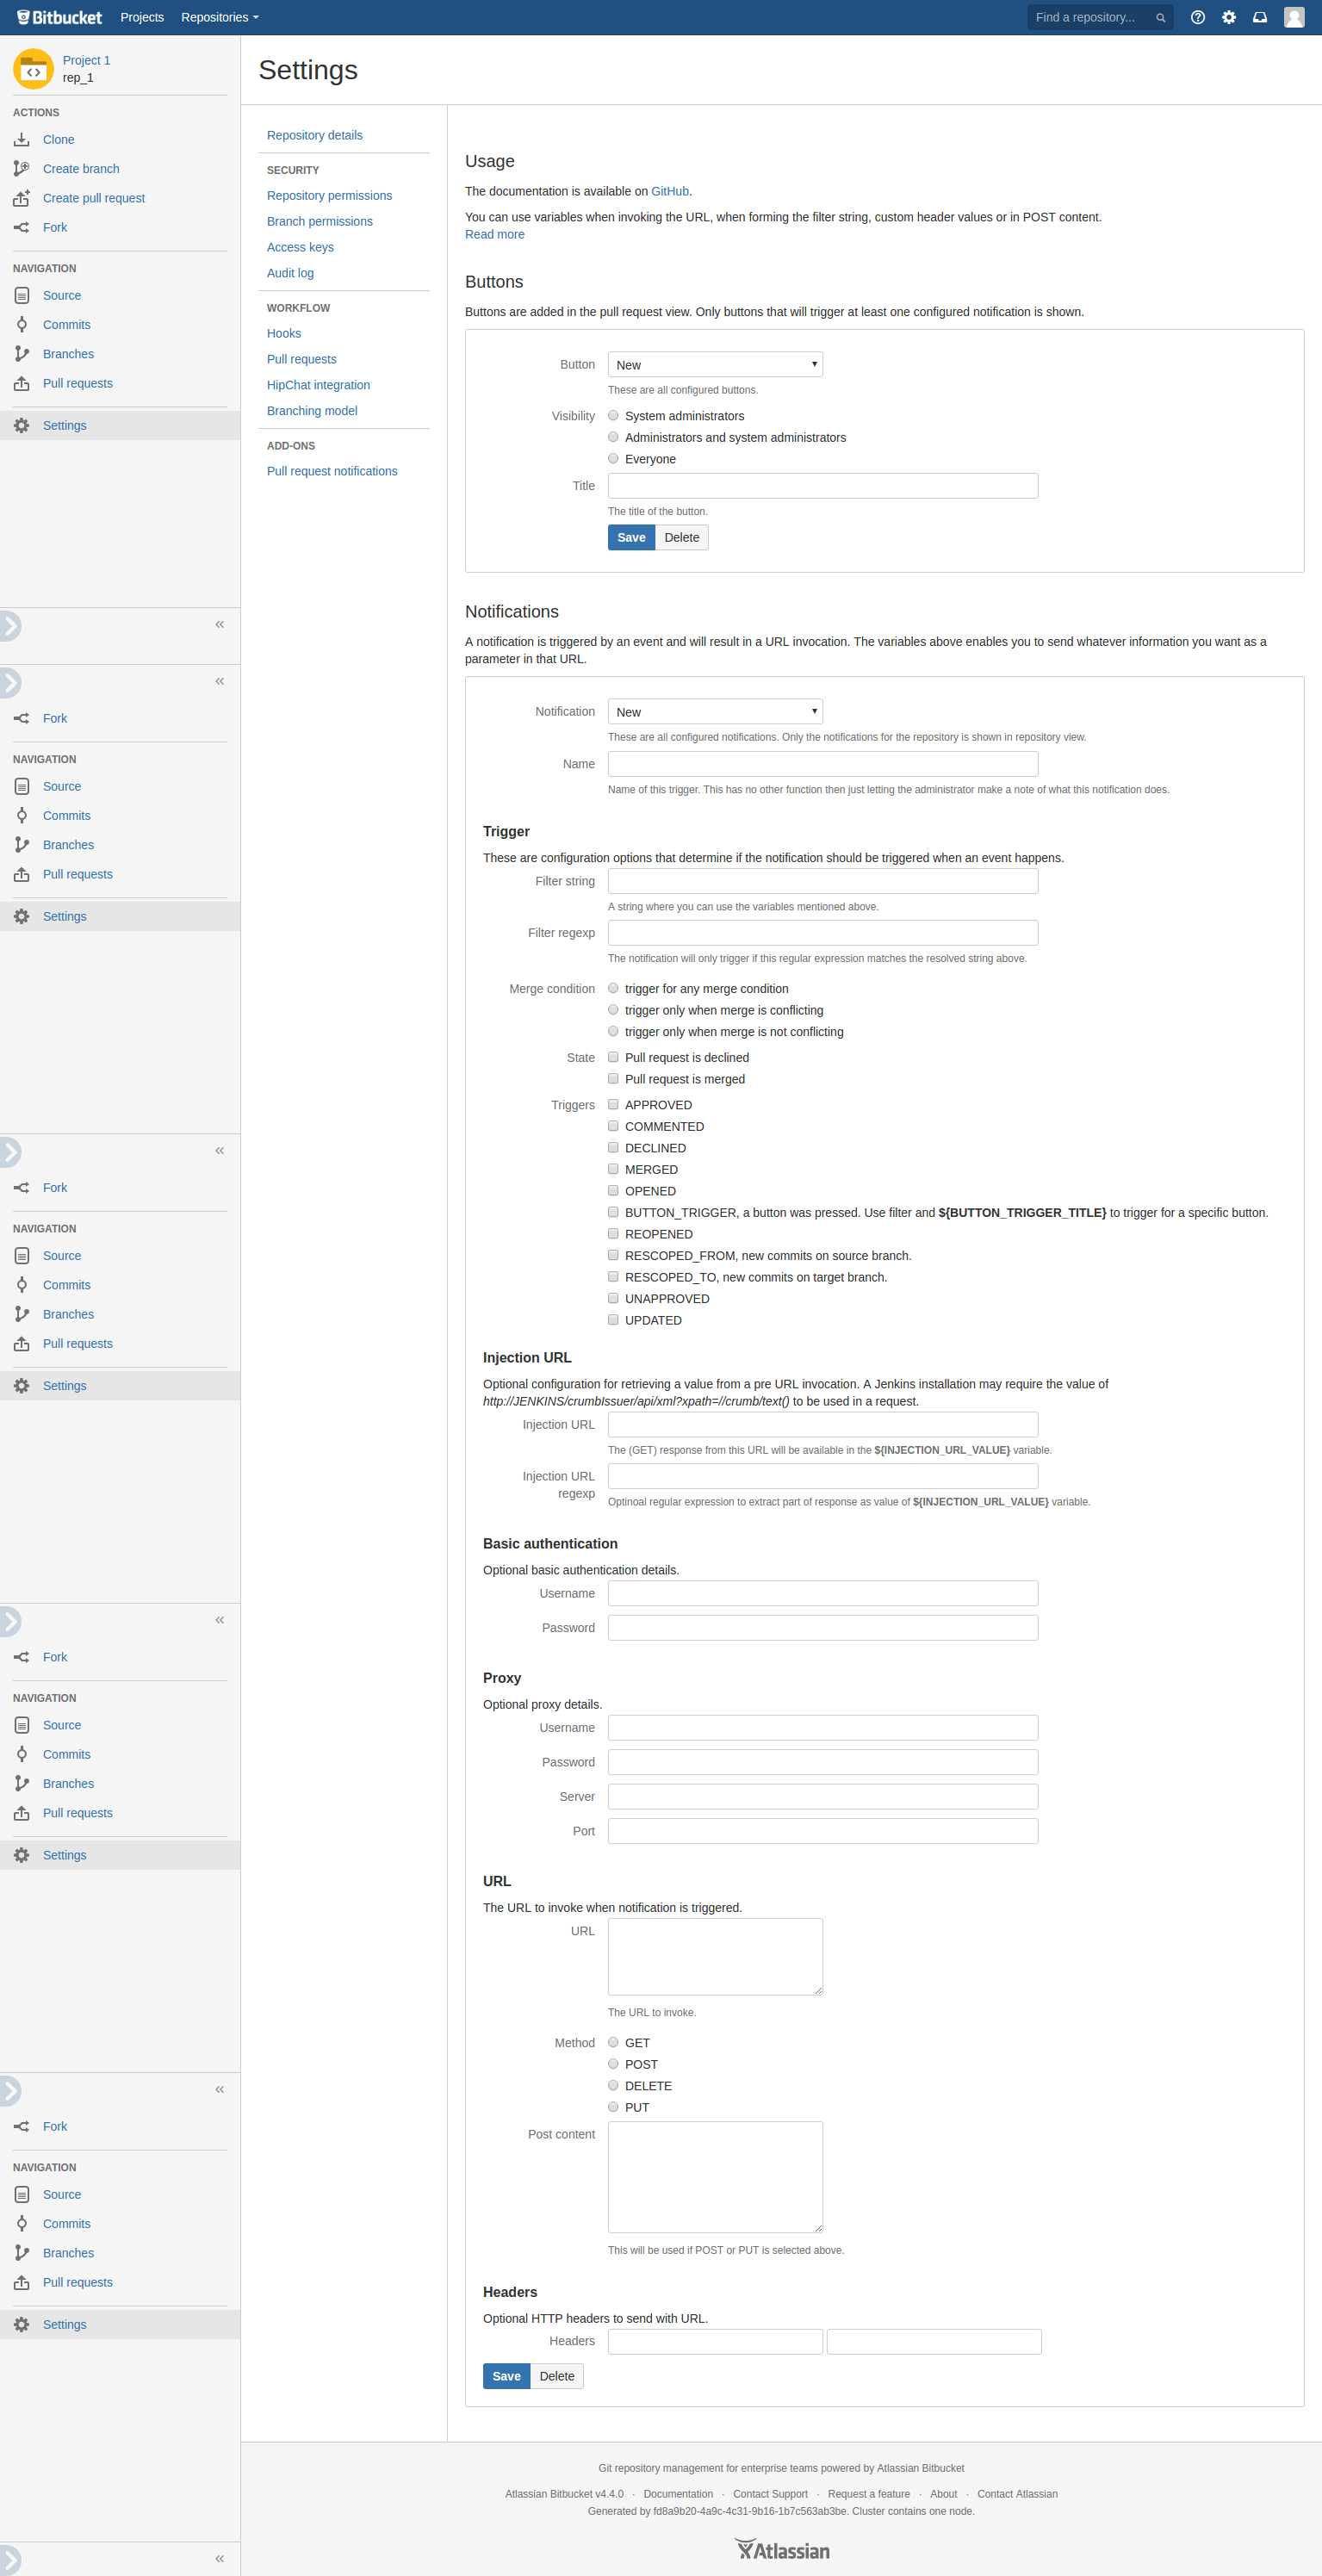 Bitbucket Projects Repositories Find a repository...
Project 1
rep_1
ACTIONS
Clone
Create branch
Create pull request
Fork
NAVIGATION
Source
Commits
Branches
Pull requests
Settings
«
«
Fork
NAVIGATION
Source
Commits
Branches
Pull requests
Settings
«
Fork
NAVIGATION
Source
Commits
Branches
Pull requests
Settings
«
Fork
NAVIGATION
Source
Commits
Branches
Pull requests
Settings
«
Fork
NAVIGATION
Source
Commits
Branches
Pull requests
Settings
«
Settings
Repository details
SECURITY
Repository permissions
Branch permissions
Access keys
Audit log
WORKFLOW
Hooks
Pull requests
HipChat integration
Branching model
ADD-ONS
Pull request notifications
Usage
The documentation is available on GitHub.
You can use variables when invoking the URL, when forming the filter string, custom header values or in POST content.
Read more
Buttons
Buttons are added in the pull request view. Only buttons that will trigger at least one configured notification is shown.
Button New
These are all configured buttons.
Visibility System administrators
Administrators and system administrators
Everyone
Title
The title of the button.
Save Delete
Notifications
A notification is triggered by an event and will result in a URL invocation. The variables above enables you to send whatever information you want as a
parameter in that URL.
Notification New
These are all configured notifications. Only the notifications for the repository is shown in repository view.
Name
Name of this trigger. This has no other function then just letting the administrator make a note of what this notification does.
Trigger
These are configuration options that determine if the notification should be triggered when an event happens.
Filter string
A string where you can use the variables mentioned above.
Filter regexp
The notification will only trigger if this regular expression matches the resolved string above.
Merge condition trigger for any merge condition
trigger only when merge is conflicting
trigger only when merge is not conflicting
State Pull request is declined
Pull request is merged
Triggers APPROVED
COMMENTED
DECLINED
MERGED
OPENED
BUTTON_TRIGGER, a button was pressed. Use filter and ${BUTTON_TRIGGER_TITLE} to trigger for a specific button.
REOPENED
RESCOPED_FROM, new commits on source branch.
RESCOPED_TO, new commits on target branch.
UNAPPROVED
UPDATED
Injection URL
Optional configuration for retrieving a value from a pre URL invocation. A Jenkins installation may require the value of
http://JENKINS/crumbIssuer/api/xml?xpath=//crumb/text() to be used in a request.
Injection URL
The (GET) response from this URL will be available in the ${INJECTION_URL_VALUE} variable.
Injection URL
regexp
Optinoal regular expression to extract part of response as value of ${INJECTION_URL_VALUE} variable.
Basic authentication
Optional basic authentication details.
Username
Password
Proxy
Optional proxy details.
Username
Password
Server
Port
URL
The URL to invoke when notification is triggered.
URL
The URL to invoke.
Method GET
POST
DELETE
PUT
Post content
This will be used if POST or PUT is selected above.
Headers
Optional HTTP headers to send with URL.
Headers
Save Delete
Git repository management for enterprise teams powered by Atlassian Bitbucket
Atlassian Bitbucket v4.4.0 · Documentation · Contact Support · Request a feature · About · Contact Atlassian
Generated by fd8a9b20-4a9c-4c31-9b16-1b7c563ab3be. Cluster contains one node.
Atlassian